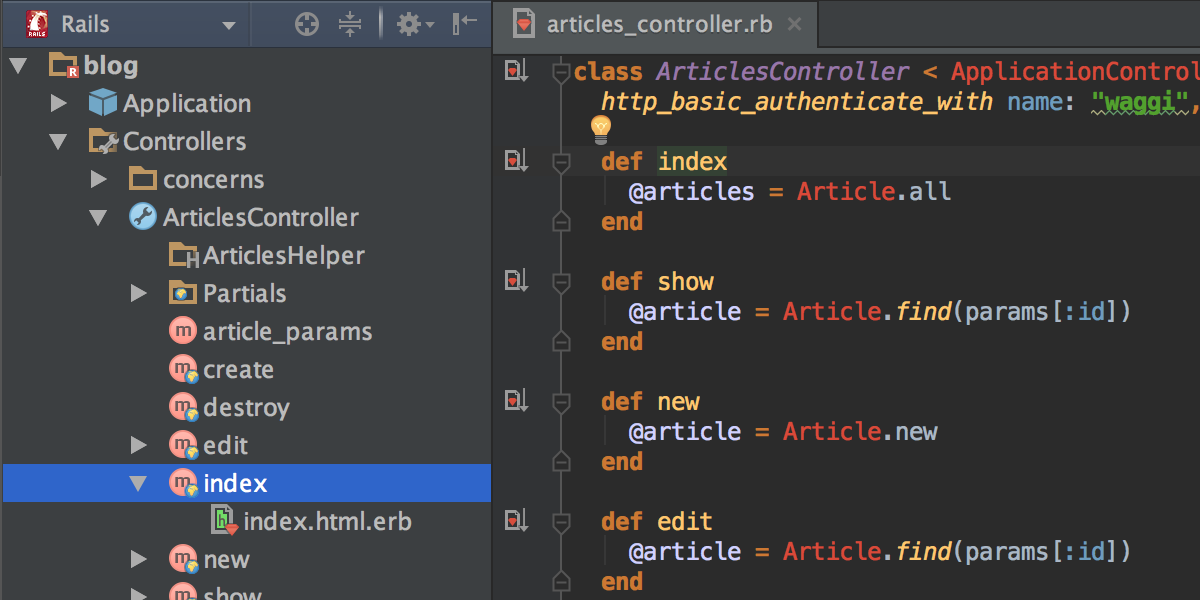 Rails
blog
Application
Controllers
concerns
ArticlesController
ArticlesHelper
Partials
article_params
create
destroy
edit
index
index.html.erb
new
show
articles_controller.rb
class ArticlesController < ApplicationControl
http_basic_authenticate_with name: "waggi",
def index
@articles = Article.all
end
def show
@article = Article.find(params[:id])
end
def new
@article = Article.new
end
def edit
@article = Article.find(params[:id])
end